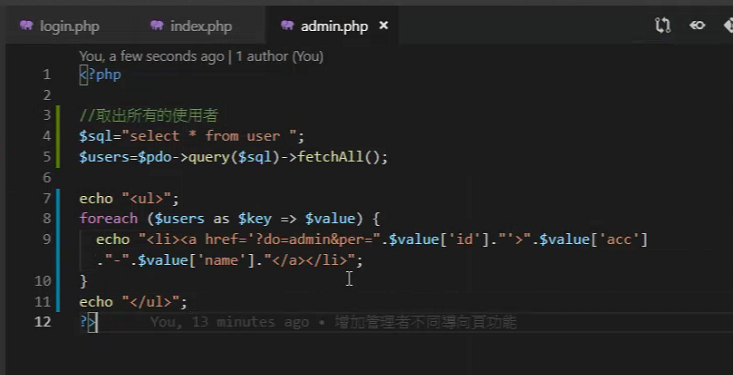 login.php index.php admin.php ×
You, a few seconds ago | 1 author (You)
1 <?php
2
3 //取出所有的使用者
4 $sql="select * from user ";
5 $users=$pdo->query($sql)->fetchAll();
6
7 echo "<ul>";
8 foreach ($users as $key => $value) {
9 echo "<li><a href='?do=admin&per=".$value['id']."'>".$value['acc']
."-".$value['name']."</a></li>";
10 }
11 echo "</ul>";
12 ?> You, 13 minutes ago • 增加管理者不同導向頁功能